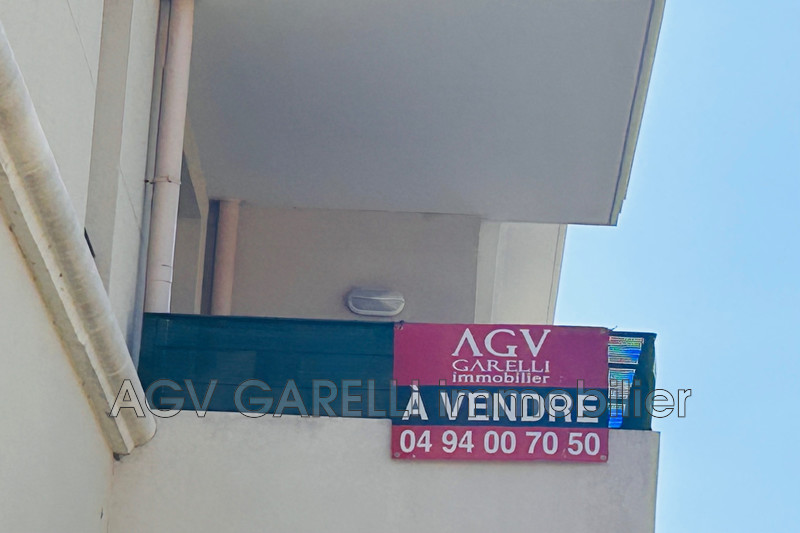 AGV
GARELLI
immobilier
À VENDRE
04 94 00 70 50
AGV GARELLI immobilier